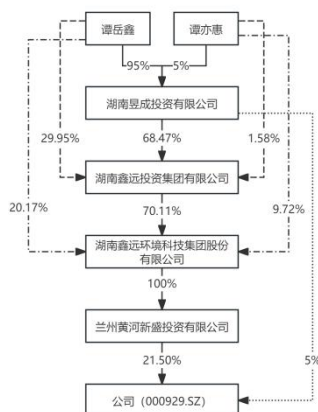 谭岳鑫 谭亦惠
95% 5%
湖南昱成投资有限公司
29.95% 68.47% 1.58%
湖南鑫远投资集团有限公司
20.17% 70.11% 9.72%
湖南鑫远环境科技集团股份
有限公司
100%
兰州黄河新盛投资有限公司
21.50% 5%
公司（000929.SZ）